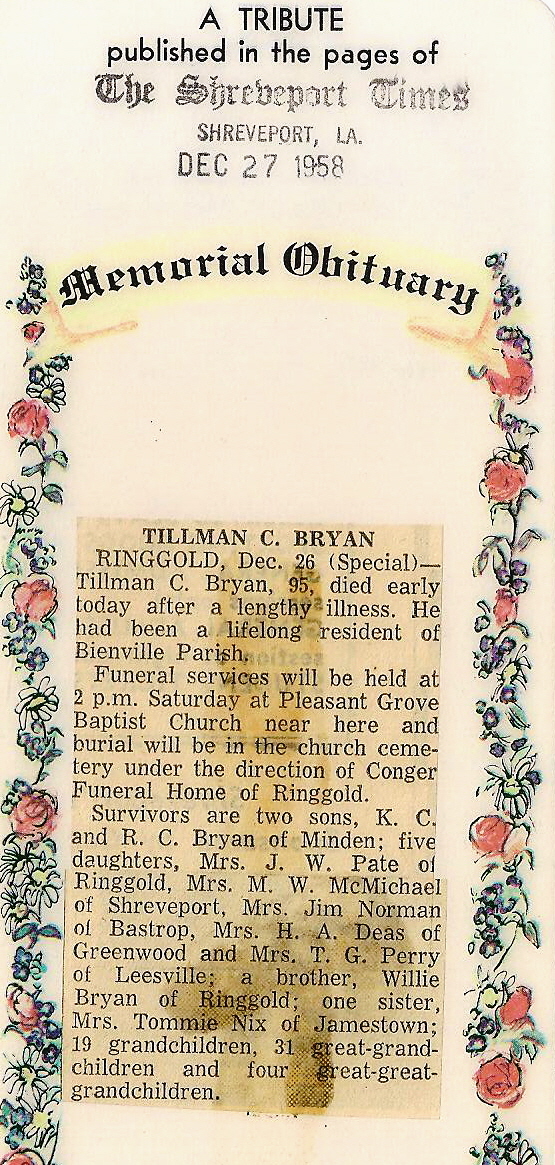 A TRIBUTE
published in the pages of
The Shreveport Times
SHREVEPORT, LA.
DEC 27 1958
Memorial Obituary
TILLMAN C. BRYAN
RINGGOLD, Dec. 26 (Special)—
Tillman C. Bryan, 95, died early
today after a lengthy illness. He
had been a lifelong resident of
Bienville Parish.
Funeral services will be held at
2 p.m. Saturday at Pleasant Grove
Baptist Church near here and
burial will be in the church ceme-
tery under the direction of Conger
Funeral Home of Ringgold.
Survivors are two sons, K. C.
and R. C. Bryan of Minden; five
daughters, Mrs. J. W. Pate of
Ringgold, Mrs. M. W. McMichael
of Shreveport, Mrs. Jim Norman
of Bastrop, Mrs. H. A. Deas of
Greenwood and Mrs. T. G. Perry
of Leesville; a brother, Willie
Bryan of Ringgold; one sister,
Mrs. Tommie Nix of Jamestown;
19 grandchildren, 31 great-grand-
children and four great-great-
grandchildren.